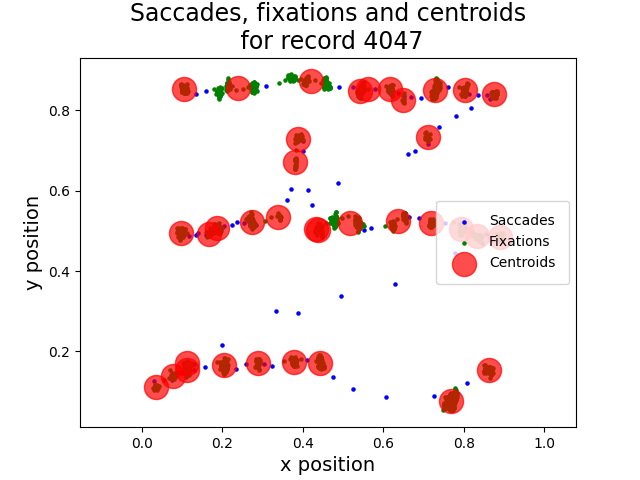 Saccades, fixations and centroids
for record 4047
y position
0.8
0.6
0.4
0.2
Saccades
Fixations
Centroids
0.0 0.2 0.4 0.6 0.8 1.0
x position